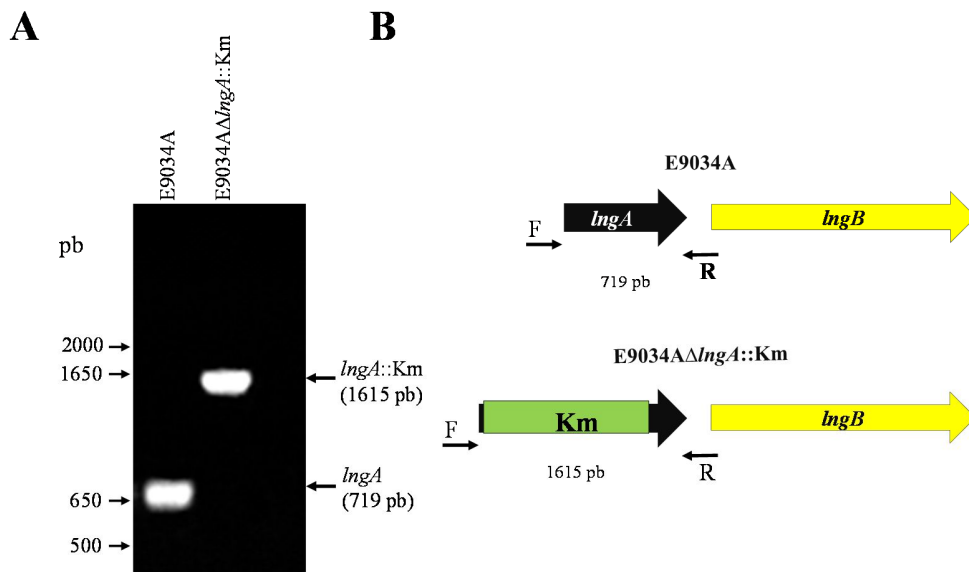 A
B
E9034A
E9034AΔlngA::Km
pb
2000
1650
650
500
lngA::Km
(1615 pb)
lngA
(719 pb)
E9034A
lngA
lngB
F
R
719 pb
E9034AΔlngA::Km
Km
lngB
F
R
1615 pb